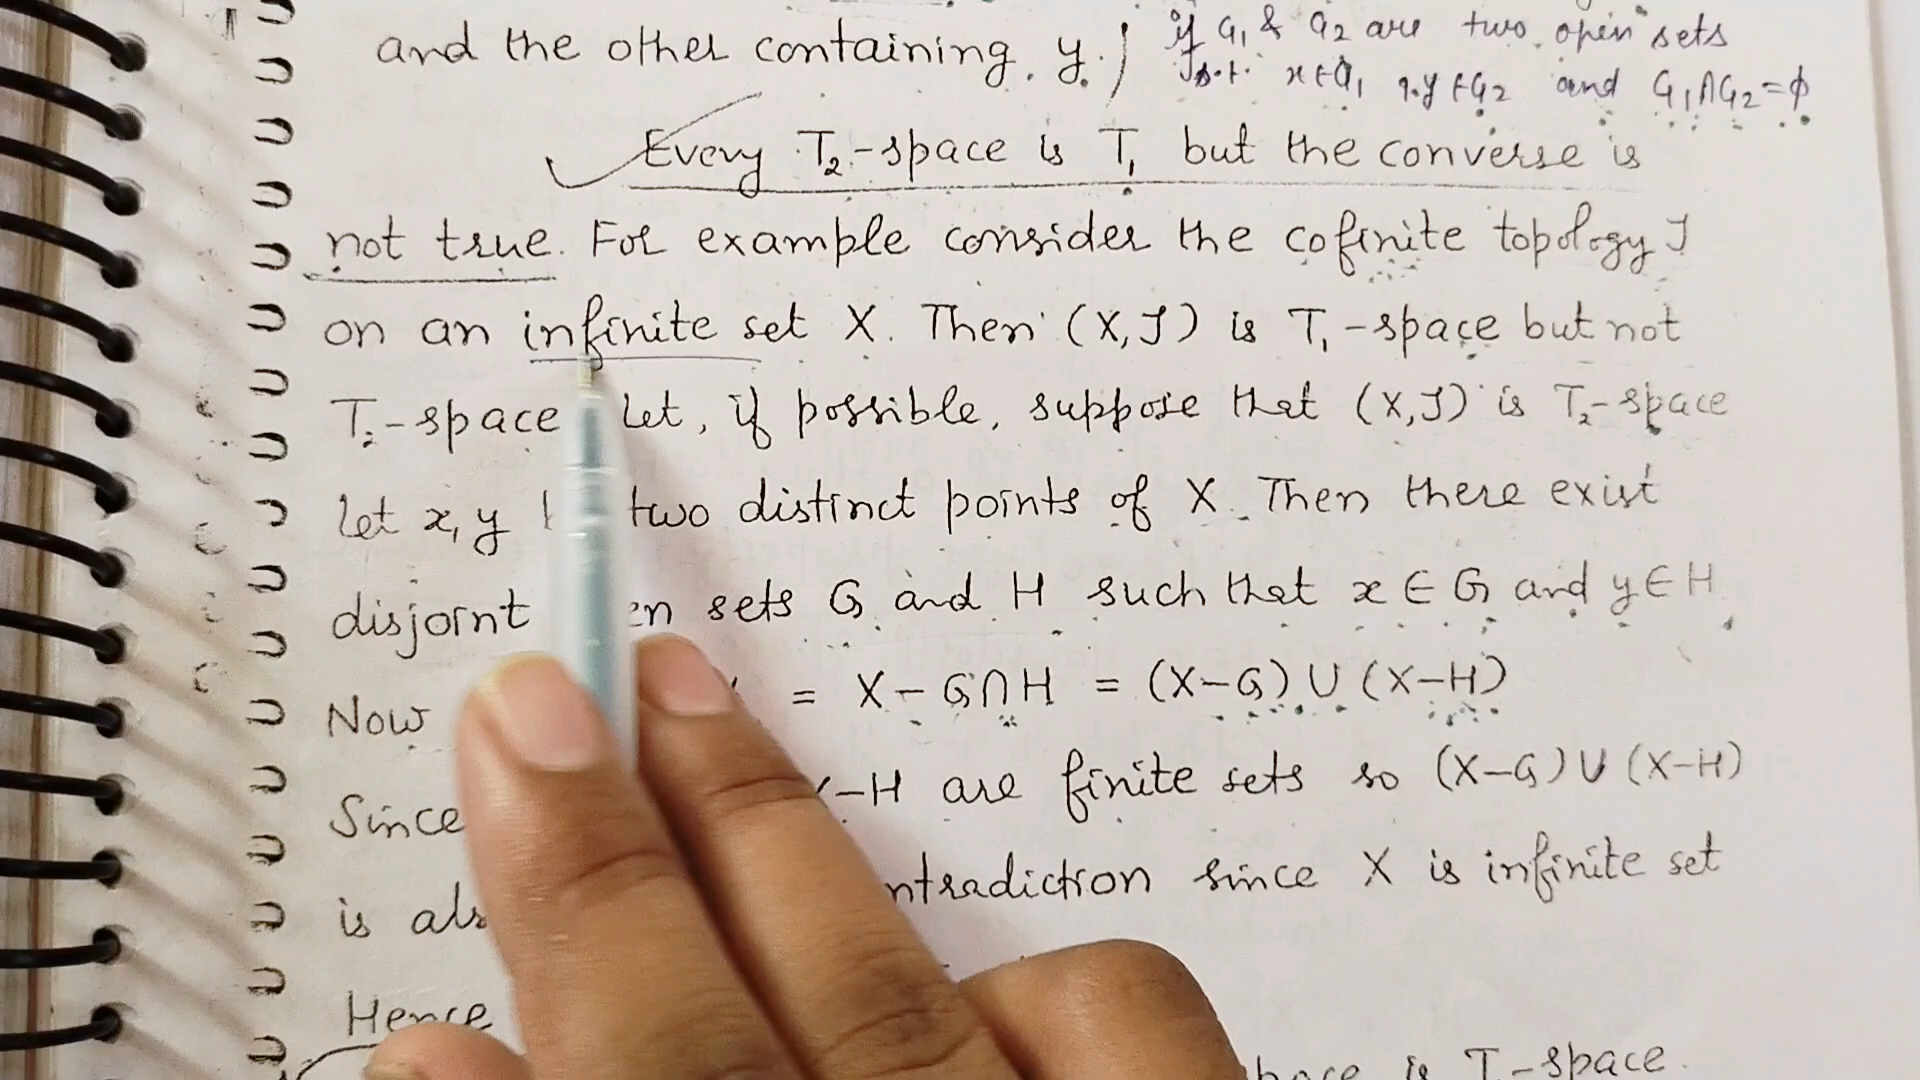 and the other containing y. if G1 & G2 are two open sets
s.t. x∈G1, y∈G2 and G1∩G2=φ
Every T2-space is T1 but the converse is
not true. For example consider the cofinite topology J
on an infinite set X. Then (X,J) is T1-space but not
T2-space let, if possible, suppose that (X,J) is T2-space
let x,y two distinct points of X. Then there exist
disjoint sets G and H such that x∈G and y∈H
Now = X-G∩H = (X-G)∪(X-H)
Since -H are finite sets so (X-G)∪(X-H)
is since X is infinite set
Hence
is T1-space.